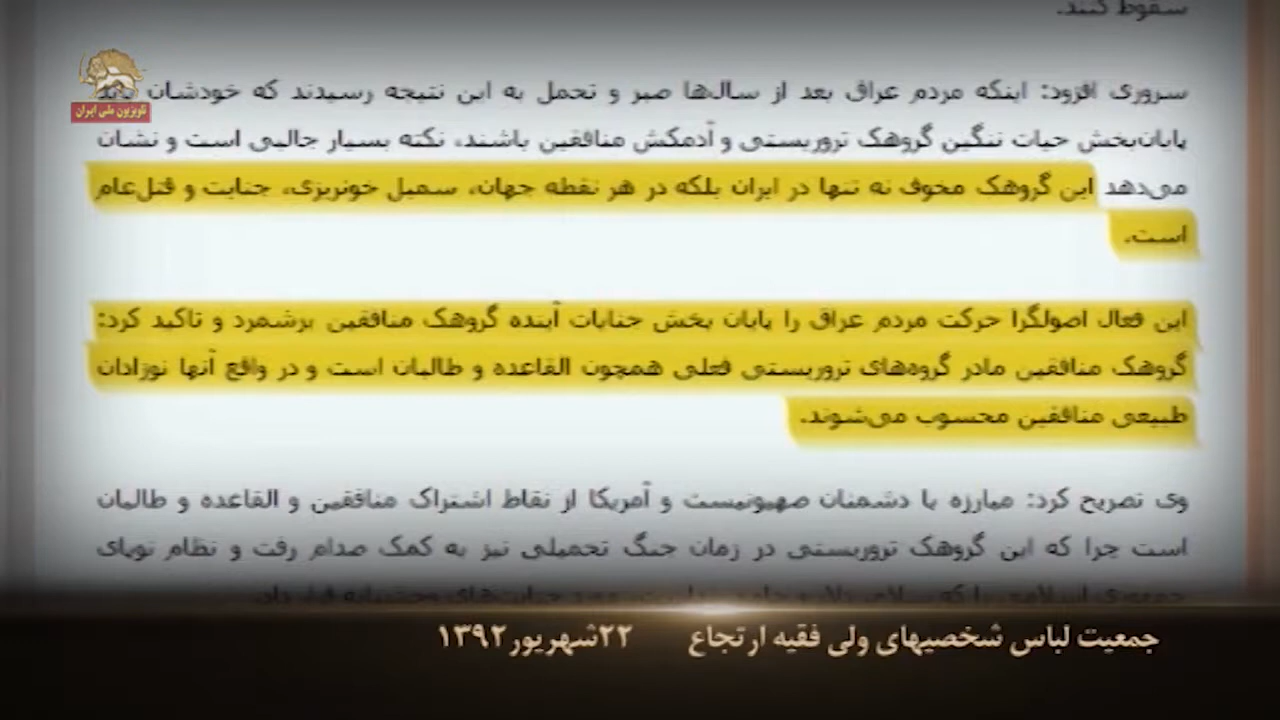 سقوط کنند.
تلویزیون ملی ایران
سروری افزود: اینکه مردم عراق بعد از سال‌ها صبر و تحمل به این نتیجه رسیدند که خودشان باید
پایان‌بخش حیات ننگین گروهک تروریستی و آدمکش منافقین باشند، نکته بسیار جالبی است و نشان
می‌دهد این گروهک مخوف نه تنها در ایران بلکه در هر نقطه جهان، سمبل خونریزی، جنایت و قتل‌عام
است.
این فعال اصولگرا حرکت مردم عراق را پایان بخش جنایات آینده گروهک منافقین برشمرد و تاکید کرد:
گروهک منافقین مادر گروه‌های تروریستی فعلی همچون القاعده و طالبان است و در واقع آنها نوزادان
طبیعی منافقین محسوب می‌شوند.
وی تصریح کرد: مبارزه با دشمنان صهیونیست و آمریکا از نقاط اشتراک منافقین و القاعده و طالبان
است چرا که این گروهک تروریستی در زمان جنگ تحمیلی نیز به کمک صدام رفت و نظام نوپای
جمعیت لباس شخصیهای ولی فقیه ارتجاع ۲۲شهریور۱۳۹۲